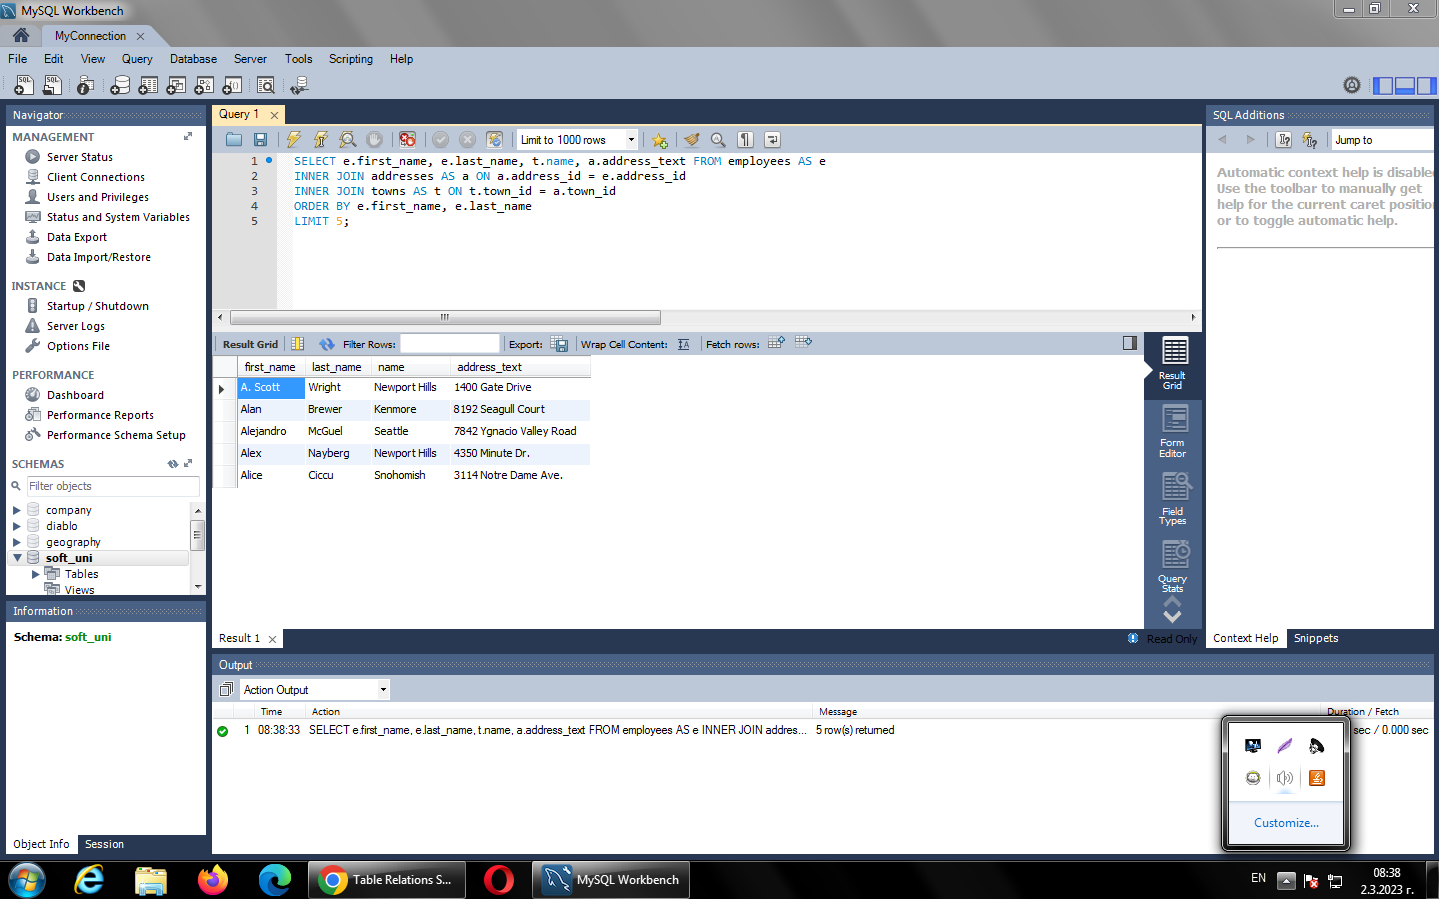 MySQL Workbench
MyConnection
File Edit View Query Database Server Tools Scripting Help
Navigator
MANAGEMENT
Server Status
Client Connections
Users and Privileges
Status and System Variables
Data Export
Data Import/Restore
INSTANCE
Startup / Shutdown
Server Logs
Options File
PERFORMANCE
Dashboard
Performance Reports
Performance Schema Setup
SCHEMAS
Filter objects
company
diablo
geography
soft_uni
Tables
Views
Information
Schema: soft_uni
Object Info Session
Query 1
Limit to 1000 rows
1 SELECT e.first_name, e.last_name, t.name, a.address_text FROM employees AS e
2 INNER JOIN addresses AS a ON a.address_id = e.address_id
3 INNER JOIN towns AS t ON t.town_id = a.town_id
4 ORDER BY e.first_name, e.last_name
5 LIMIT 5;
Result Grid Filter Rows: Export: Wrap Cell Content: Fetch rows:
first_name last_name name address_text
A. Scott Wright Newport Hills 1400 Gate Drive
Alan Brewer Kenmore 8192 Seagull Court
Alejandro McGuel Seattle 7842 Ygnacio Valley Road
Alex Nayberg Newport Hills 4350 Minute Dr.
Alice Ciccu Snohomish 3114 Notre Dame Ave.
Result Grid
Form Editor
Field Types
Query Stats
Result 1
Read Only
SQL Additions
Jump to
Automatic context help is disabled
Use the toolbar to manually get
help for the current caret position
or to toggle automatic help.
Context Help Snippets
Output
Action Output
Time Action Message Duration / Fetch
1 08:38:33 SELECT e.first_name, e.last_name, t.name, a.address_text FROM employees AS e INNER JOIN addres... 5 row(s) returned sec / 0.000 sec
Customize...
Table Relations S...
MySQL Workbench
EN
08:38
2.3.2023 г.